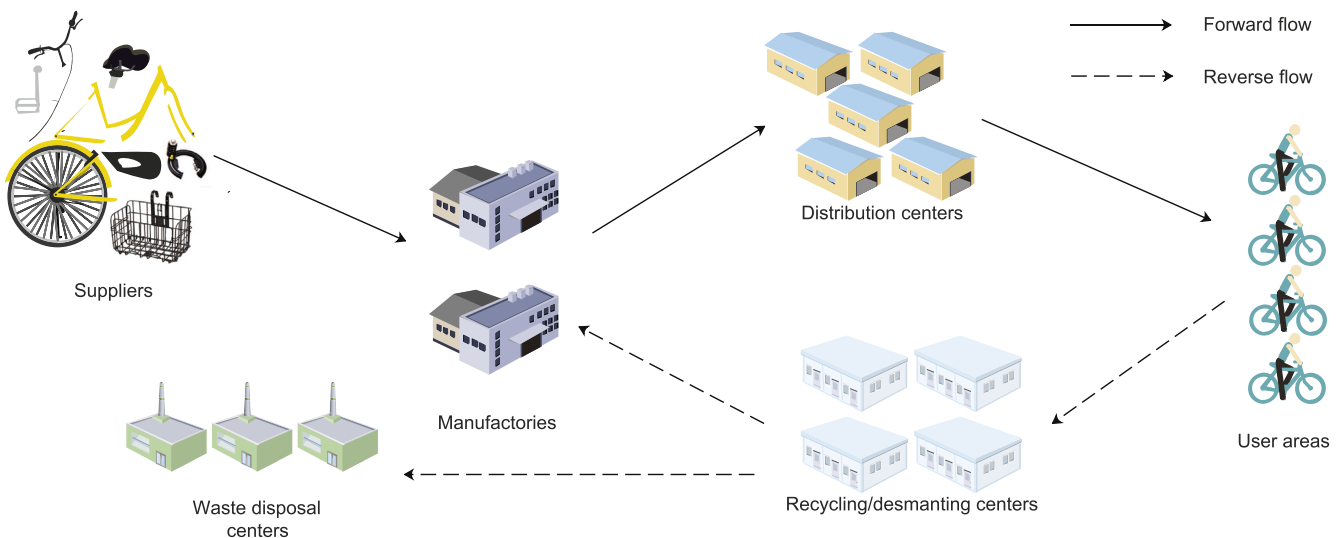 Forward flow
Reverse flow
Distribution centers
Suppliers
Manufactories
User areas
Waste disposal
centers
Recycling/desmanting centers